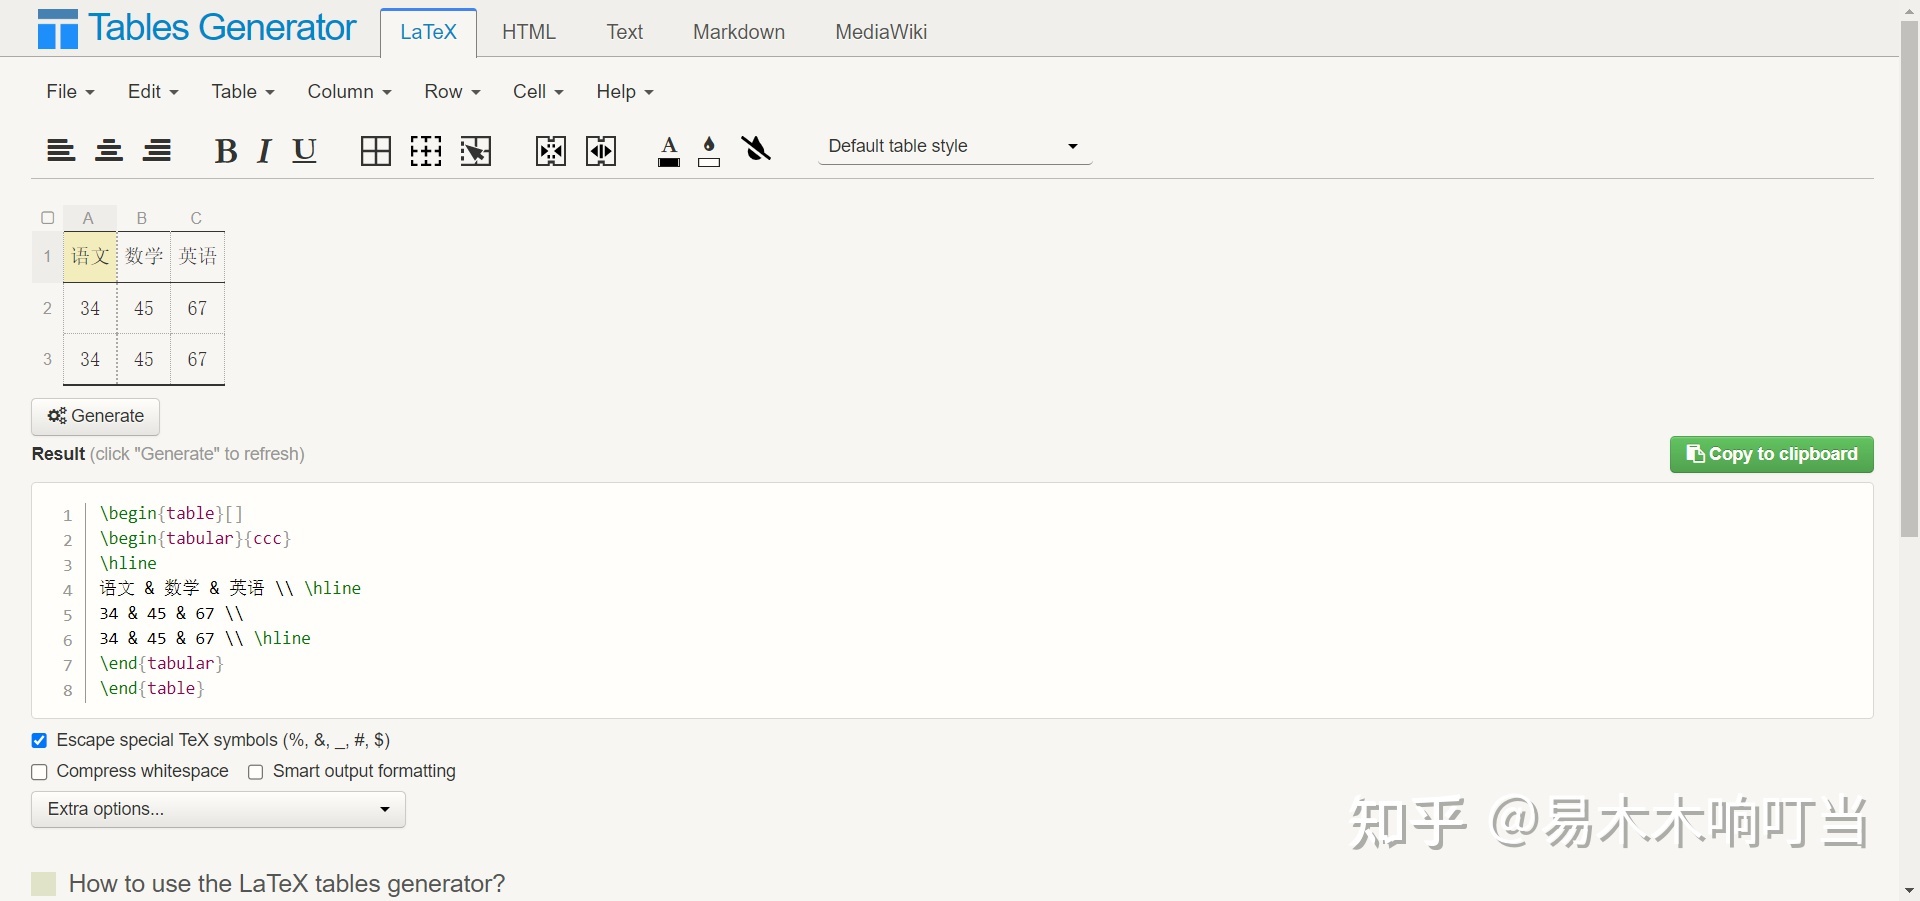 Tables Generator LaTeX HTML Text Markdown MediaWiki
File Edit Table Column Row Cell Help
B I U A Default table style
A B C
1 语文 数学 英语
2 34 45 67
3 34 45 67
Generate
Result (click "Generate" to refresh)
Copy to clipboard
1 \begin{table}[]
2 \begin{tabular}{ccc}
3 \hline
4 语文 & 数学 & 英语 \\ \hline
5 34 & 45 & 67 \\
6 34 & 45 & 67 \\ \hline
7 \end{tabular}
8 \end{table}
Escape special TeX symbols (%, &, _, #, $)
Compress whitespace Smart output formatting
Extra options...
知乎 @易木木响叮当
How to use the LaTeX tables generator?